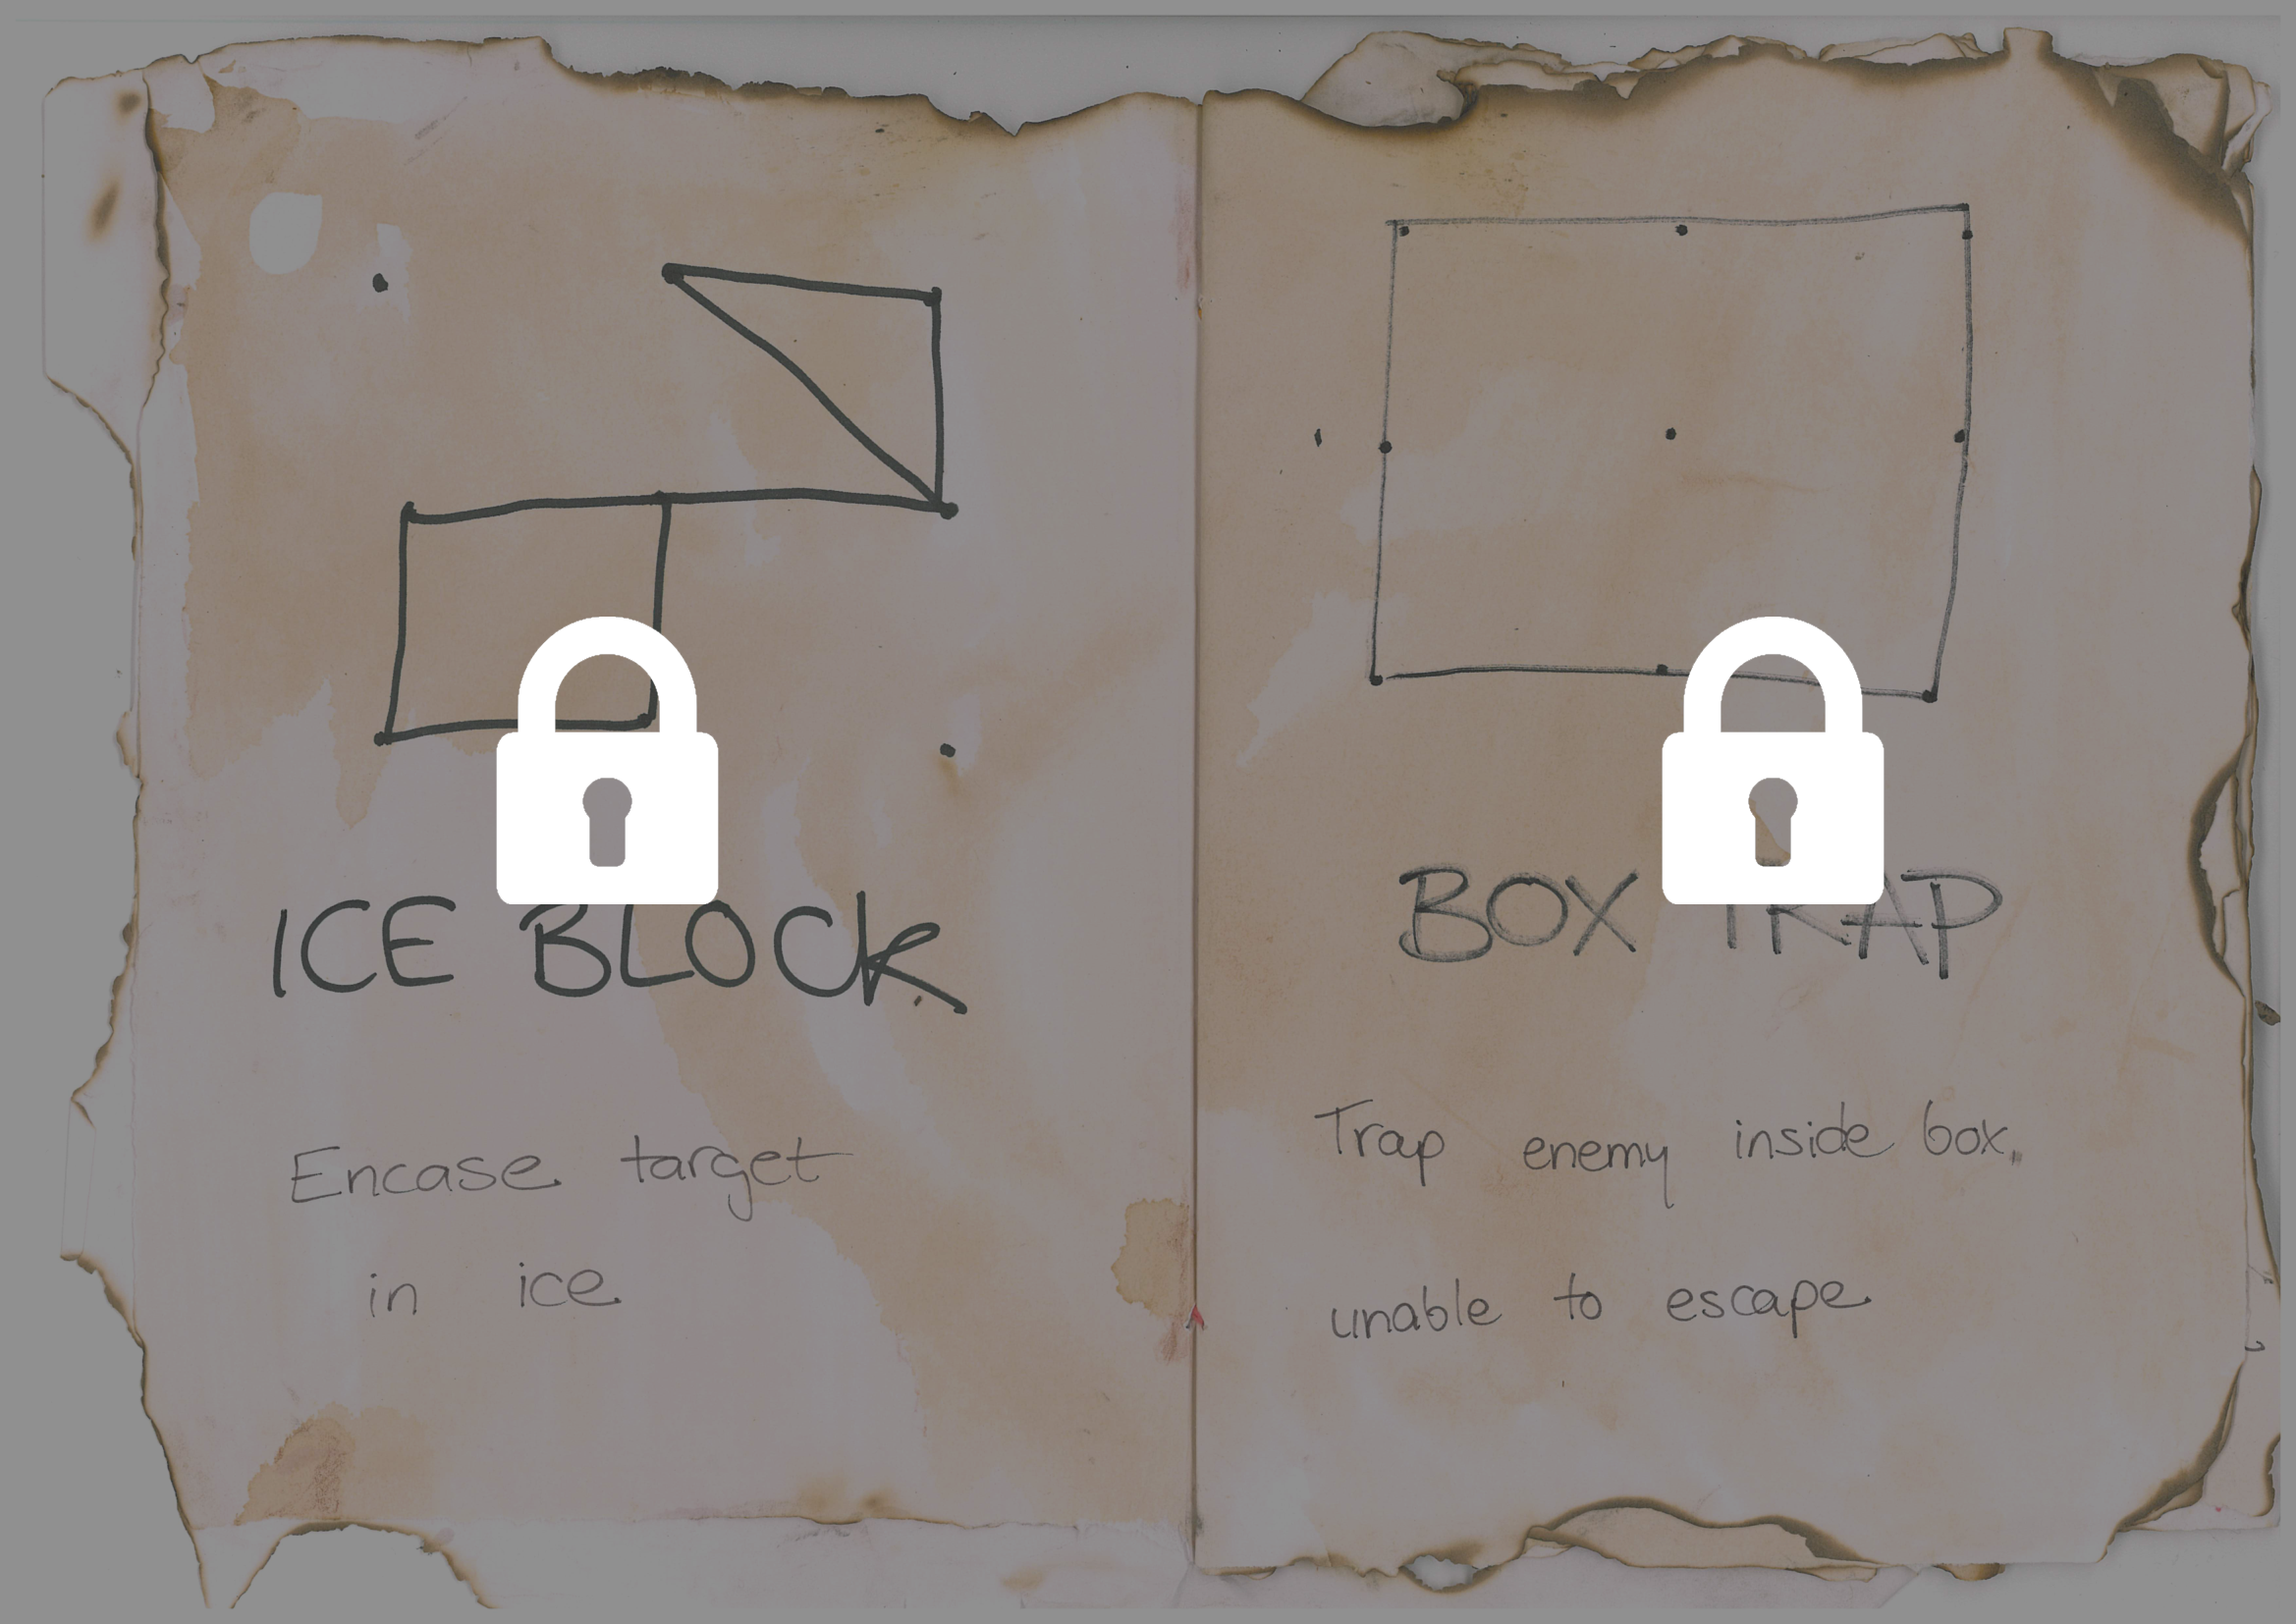 ICE BLOCK
Encase target
in ice
BOX TRAP
Trap enemy inside box.
unable to escape